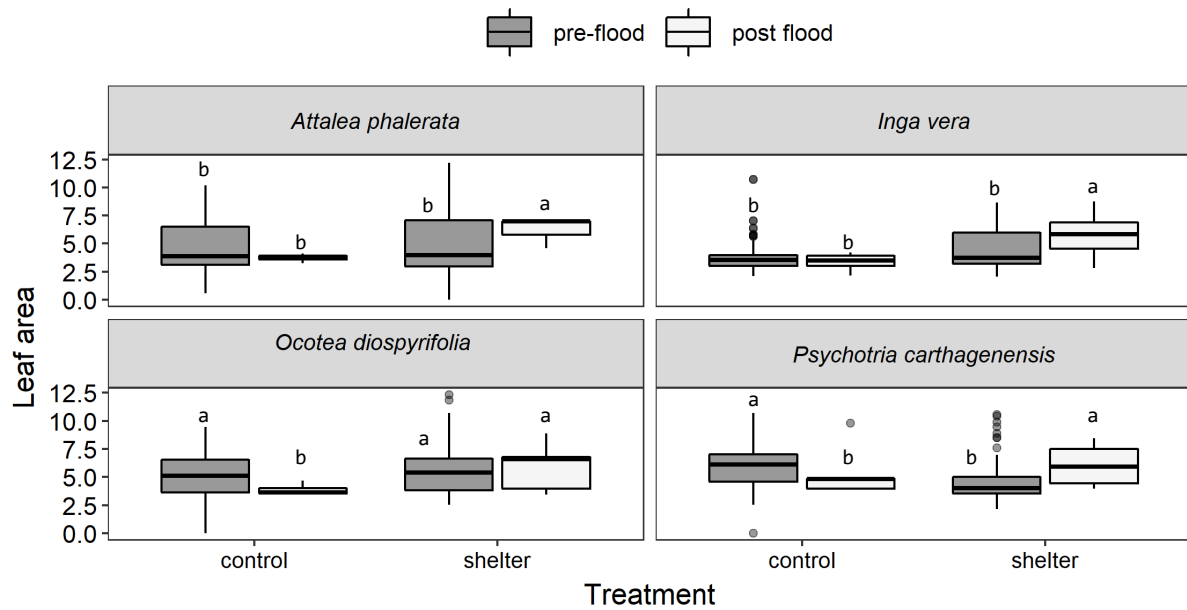 pre-flood post flood
Attalea phalerata Inga vera
Leaf area
12.5
10.0
7.5
5.0
2.5
0.0
b b b a
b b b a
Ocotea diospyrifolia Psychotria carthagenensis
12.5
10.0
7.5
5.0
2.5
0.0
a b a a
a b b a
control shelter control shelter
Treatment